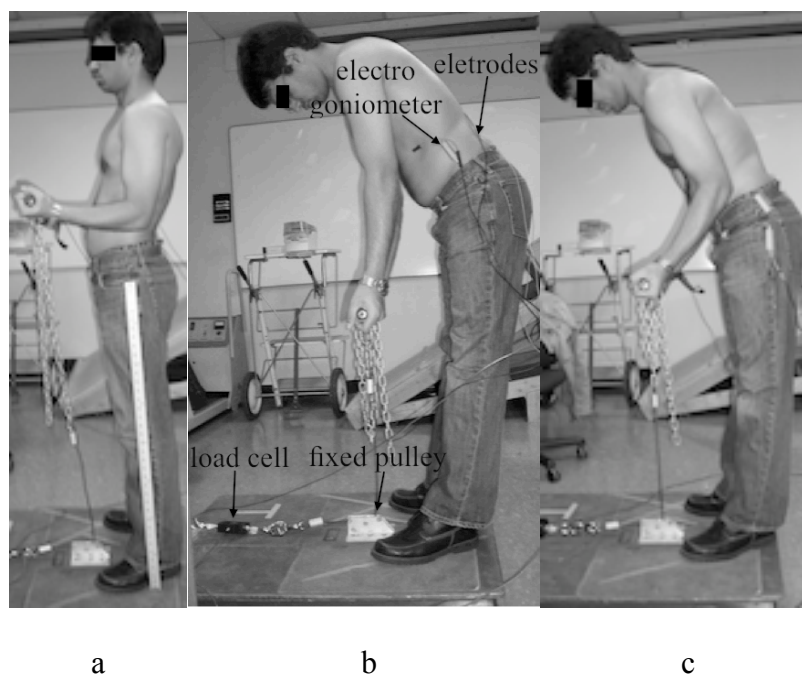 electro
goniometer
eletrodes
load cell
fixed pulley
a
b
c